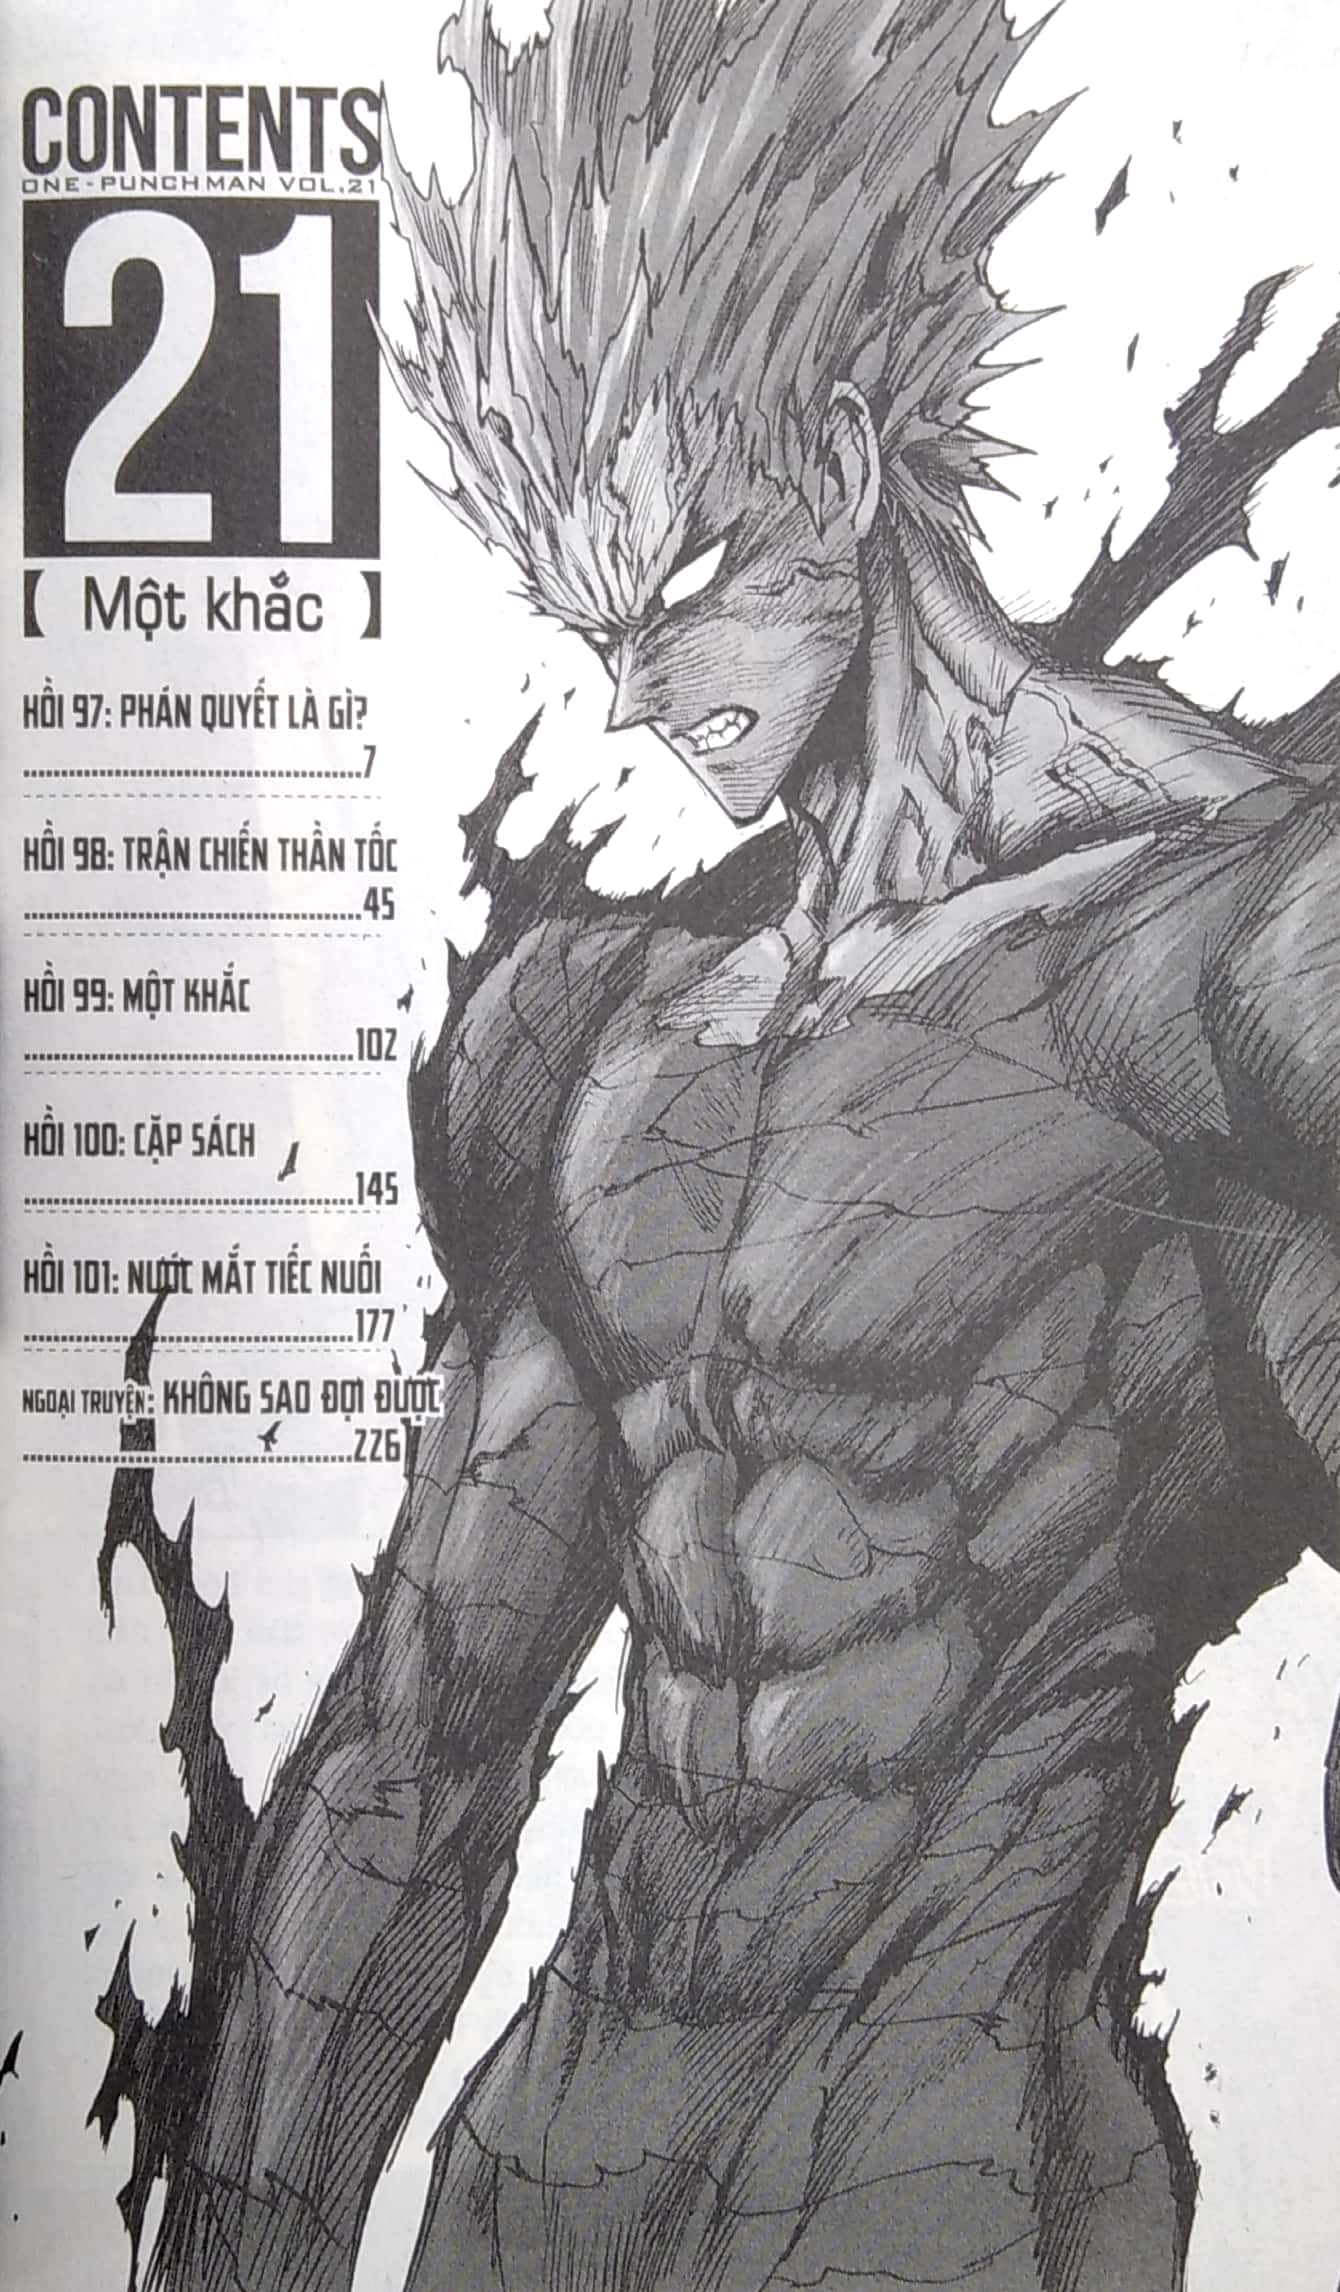 CONTENTS
ONE-PUNCH MAN VOL.21
21
【 Một khắc 】
HỒI 97: PHÁN QUYẾT LÀ GÌ?
............................................7
HỒI 98: TRẬN CHIẾN THẦN TỐC
............................................45
HỒI 99: MỘT KHẮC
............................................102
HỒI 100: CẶP SÁCH
............................................145
HỒI 101: NƯỚC MẮT TIẾC NUỐI
............................................177
NGOẠI TRUYỆN: KHÔNG SAO ĐỢI ĐƯỢC
............................................226